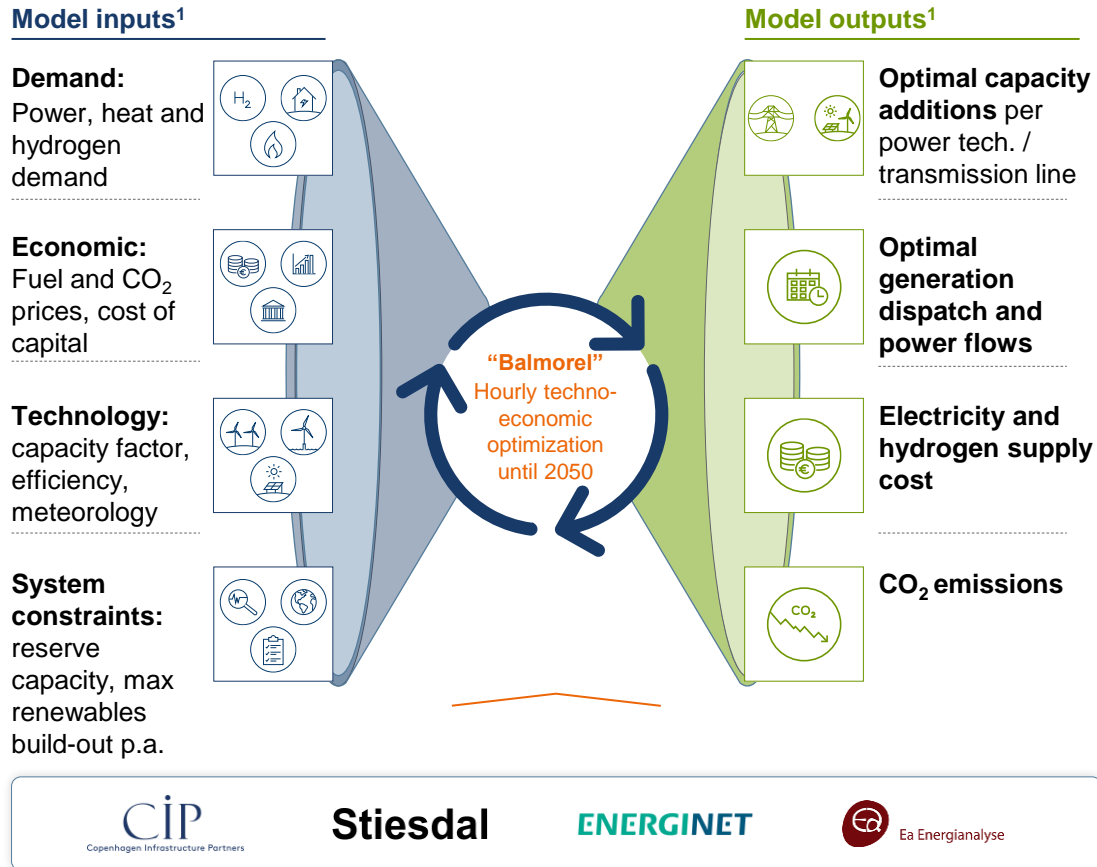 Model inputs¹
Demand:
Power, heat and
hydrogen
demand
H₂
Economic:
Fuel and CO₂
prices, cost of
capital
€
Technology:
capacity factor,
efficiency,
meteorology
System
constraints:
reserve
capacity, max
renewables
build-out p.a.
“Balmorel”
Hourly techno-
economic
optimization
until 2050
Model outputs¹
Optimal capacity
additions per
power tech. /
transmission line
Optimal
generation
dispatch and
power flows
€
Electricity and
hydrogen supply
cost
CO₂
CO₂ emissions
CIP
Copenhagen Infrastructure Partners
Stiesdal
ENERGINET
Ea
Ea Energianalyse